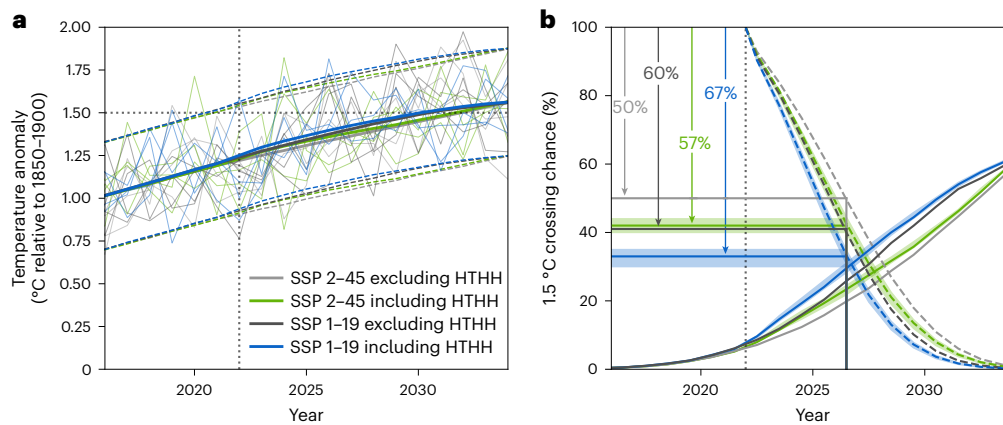 a
2.00
1.75
1.50
1.25
1.00
0.75
0.50
0.25
0
Temperature anomaly
(°C relative to 1850–1900)
SSP 2–45 excluding HTHH
SSP 2–45 including HTHH
SSP 1–19 excluding HTHH
SSP 1–19 including HTHH
2020
2025
2030
Year
b
100
80
60
40
20
0
1.5 °C crossing chance (%)
50%
60%
57%
67%
2020
2025
2030
Year